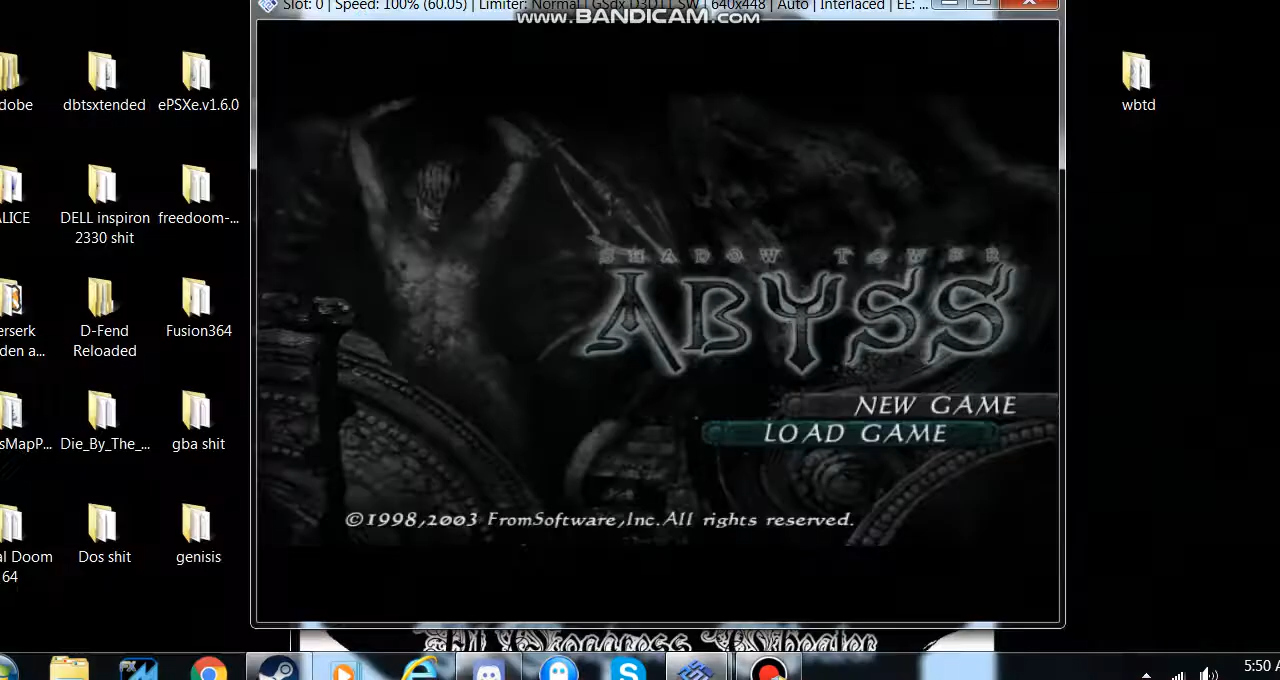 Slot: 0 | Speed: 100% (60.05) | Limiter: Normal | GSdx D3D11 SW | 640x448 | Auto | Interlaced | EE: ...
www.BANDICAM.com
dobe
dbtsxtended
ePSXe.v1.6.0
wbtd
ALICE
DELL inspiron
2330 shit
freedoom-...
SHADOW TOWER
ABYSS
erserk
den a...
D-Fend
Reloaded
Fusion364
NEW GAME
LOAD GAME
sMapP...
Die_By_The_...
gba shit
©1998,2003 FromSoftware,Inc.All rights reserved.
al Doom
64
Dos shit
genisis
5:50 A